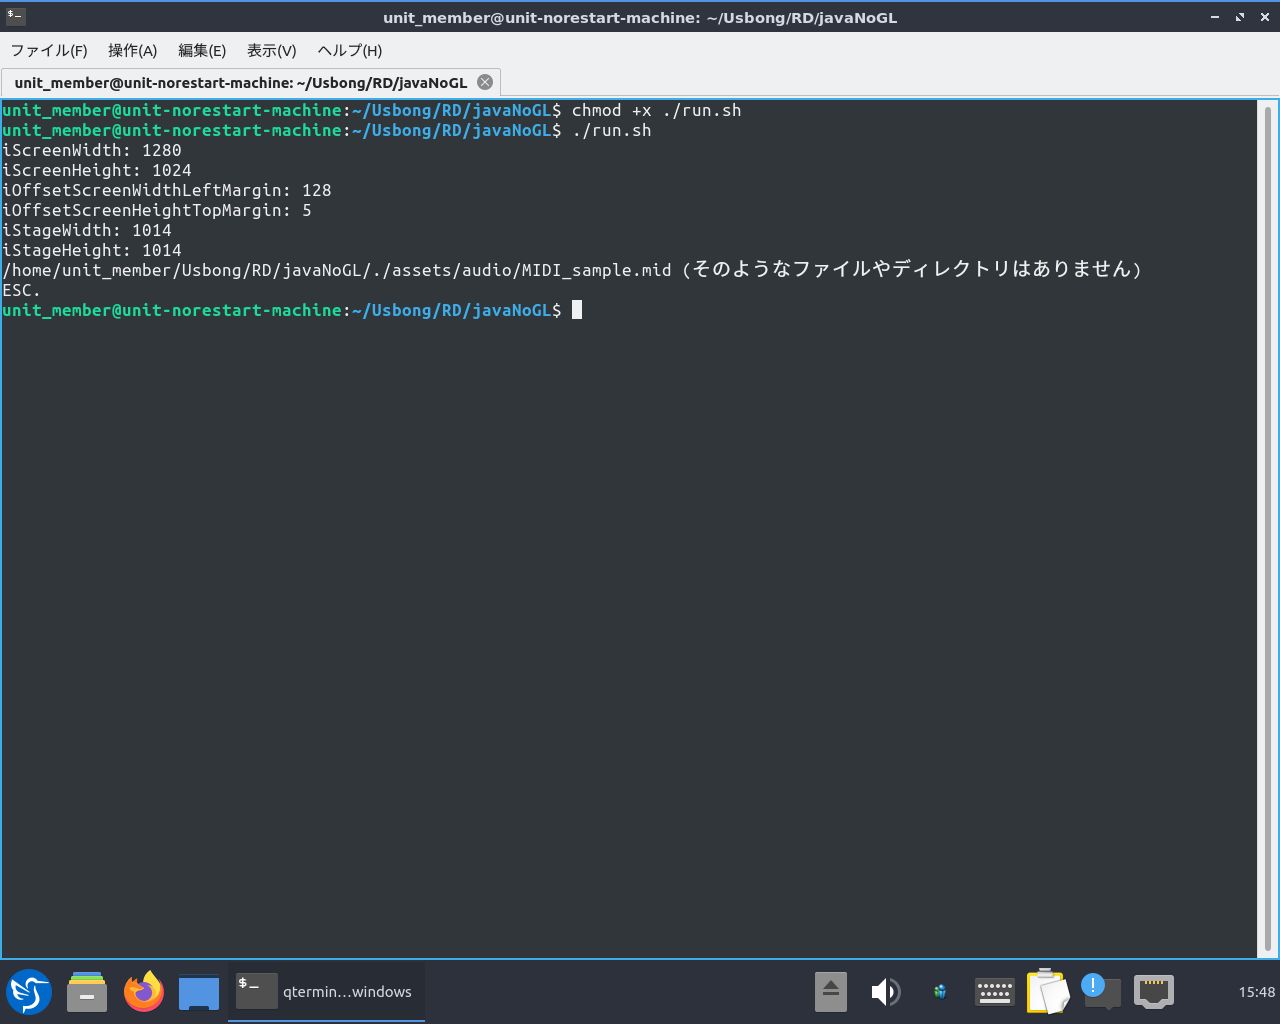 unit_member@unit-norestart-machine: ~/Usbong/RD/javaNoGL
ファイル(F) 操作(A) 編集(E) 表示(V) ヘルプ(H)
unit_member@unit-norestart-machine: ~/Usbong/RD/javaNoGL
unit_member@unit-norestart-machine:~/Usbong/RD/javaNoGL$ chmod +x ./run.sh
unit_member@unit-norestart-machine:~/Usbong/RD/javaNoGL$ ./run.sh
iScreenWidth: 1280
iScreenHeight: 1024
iOffsetScreenWidthLeftMargin: 128
iOffsetScreenHeightTopMargin: 5
iStageWidth: 1014
iStageHeight: 1014
/home/unit_member/Usbong/RD/javaNoGL/./assets/audio/MIDI_sample.mid (そのようなファイルやディレクトリはありません)
ESC.
unit_member@unit-norestart-machine:~/Usbong/RD/javaNoGL$
qtermin…windows
15:48